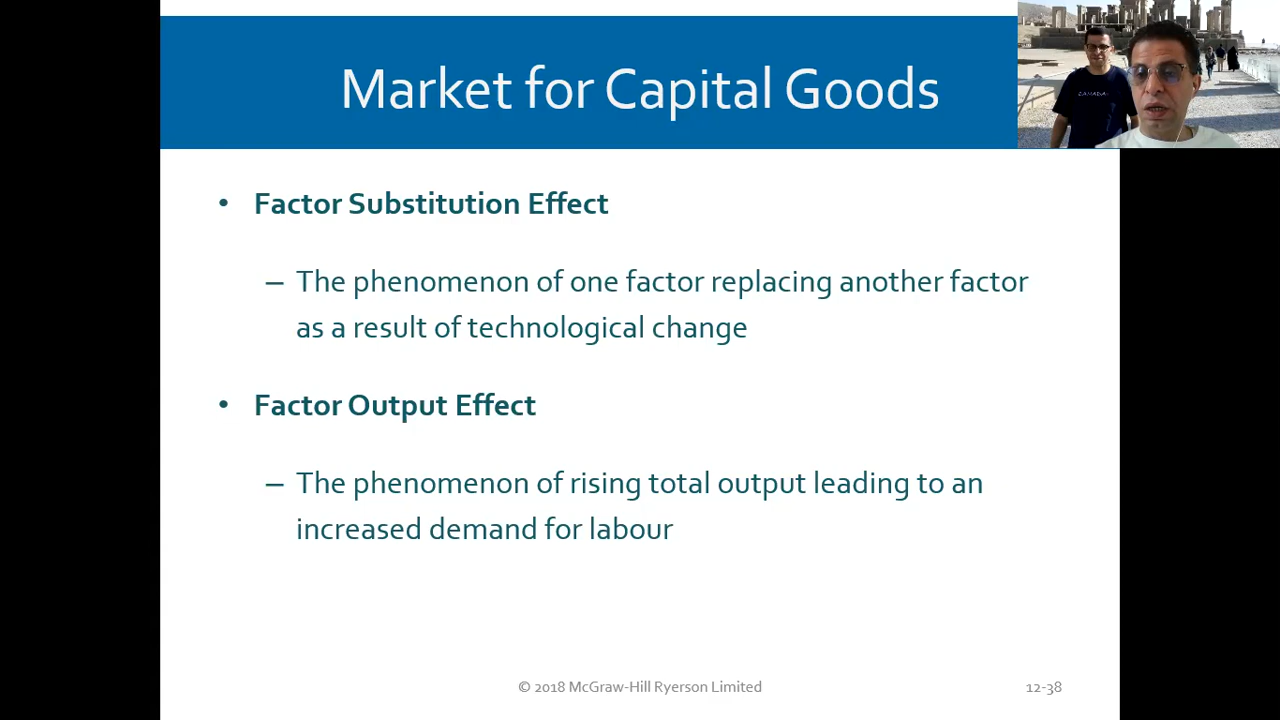 Market for Capital Goods
CANADA
• Factor Substitution Effect
– The phenomenon of one factor replacing another factor
as a result of technological change
• Factor Output Effect
– The phenomenon of rising total output leading to an
increased demand for labour
© 2018 McGraw-Hill Ryerson Limited
12-38